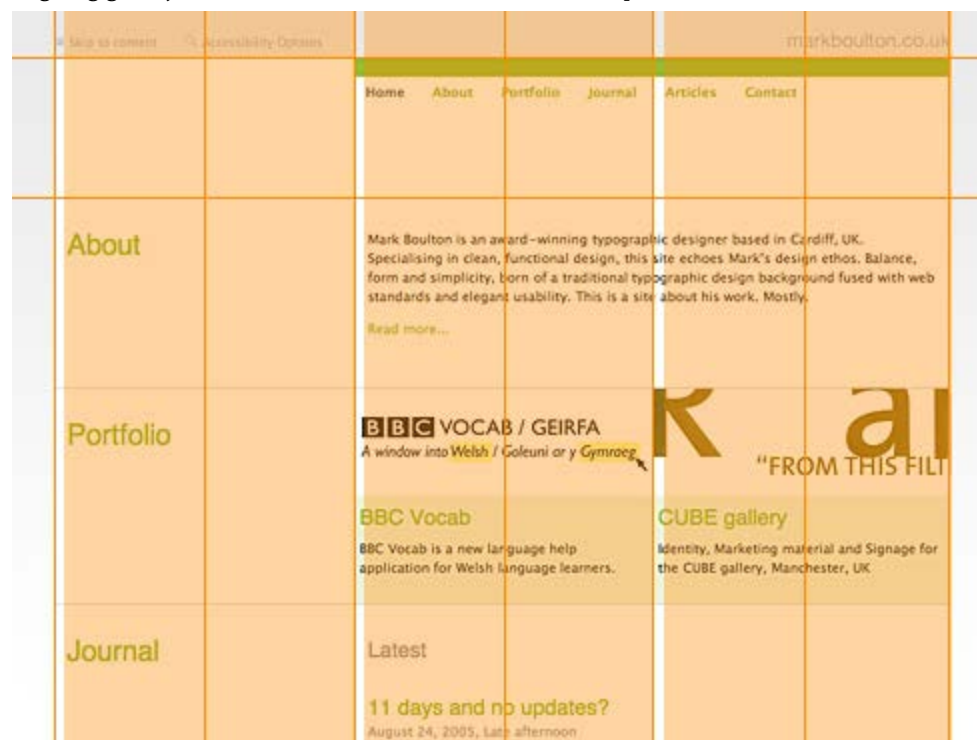 Skip to content Accessibility Options markboulton.co.uk
Home About Portfolio Journal Articles Contact
About
Mark Boulton is an award-winning typographic designer based in Cardiff, UK.
Specialising in clean, functional design, this site echoes Mark's design ethos. Balance,
form and simplicity, born of a traditional typographic design background fused with web
standards and elegant usability. This is a site about his work. Mostly.
Read more...
Portfolio
BBC VOCAB / GEIRFA
A window into Welsh / Goleuni ar y Gymraeg
"FROM THIS FILT
BBC Vocab
BBC Vocab is a new language help
application for Welsh language learners.
CUBE gallery
Identity, Marketing material and Signage for
the CUBE gallery, Manchester, UK
Journal
Latest
11 days and no updates?
August 24, 2005, Late afternoon